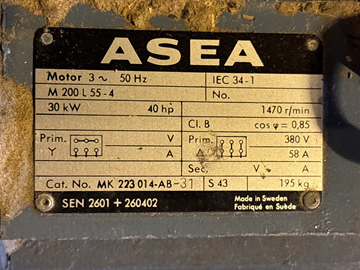 ASEA
Motor 3~ 50 Hz IEC 34-1
M 200 L 55-4 No.
30 kW 40 hp 1470 r/min
Cl. B cos φ = 0,85
Prim. V Prim. 380 V
Y A Δ 58 A
Sec. V A
Cat. No. MK 223 014-AB-31 S 43 195 kg
SEN 2601 + 260402 Made in Sweden
Fabriqué en Suède